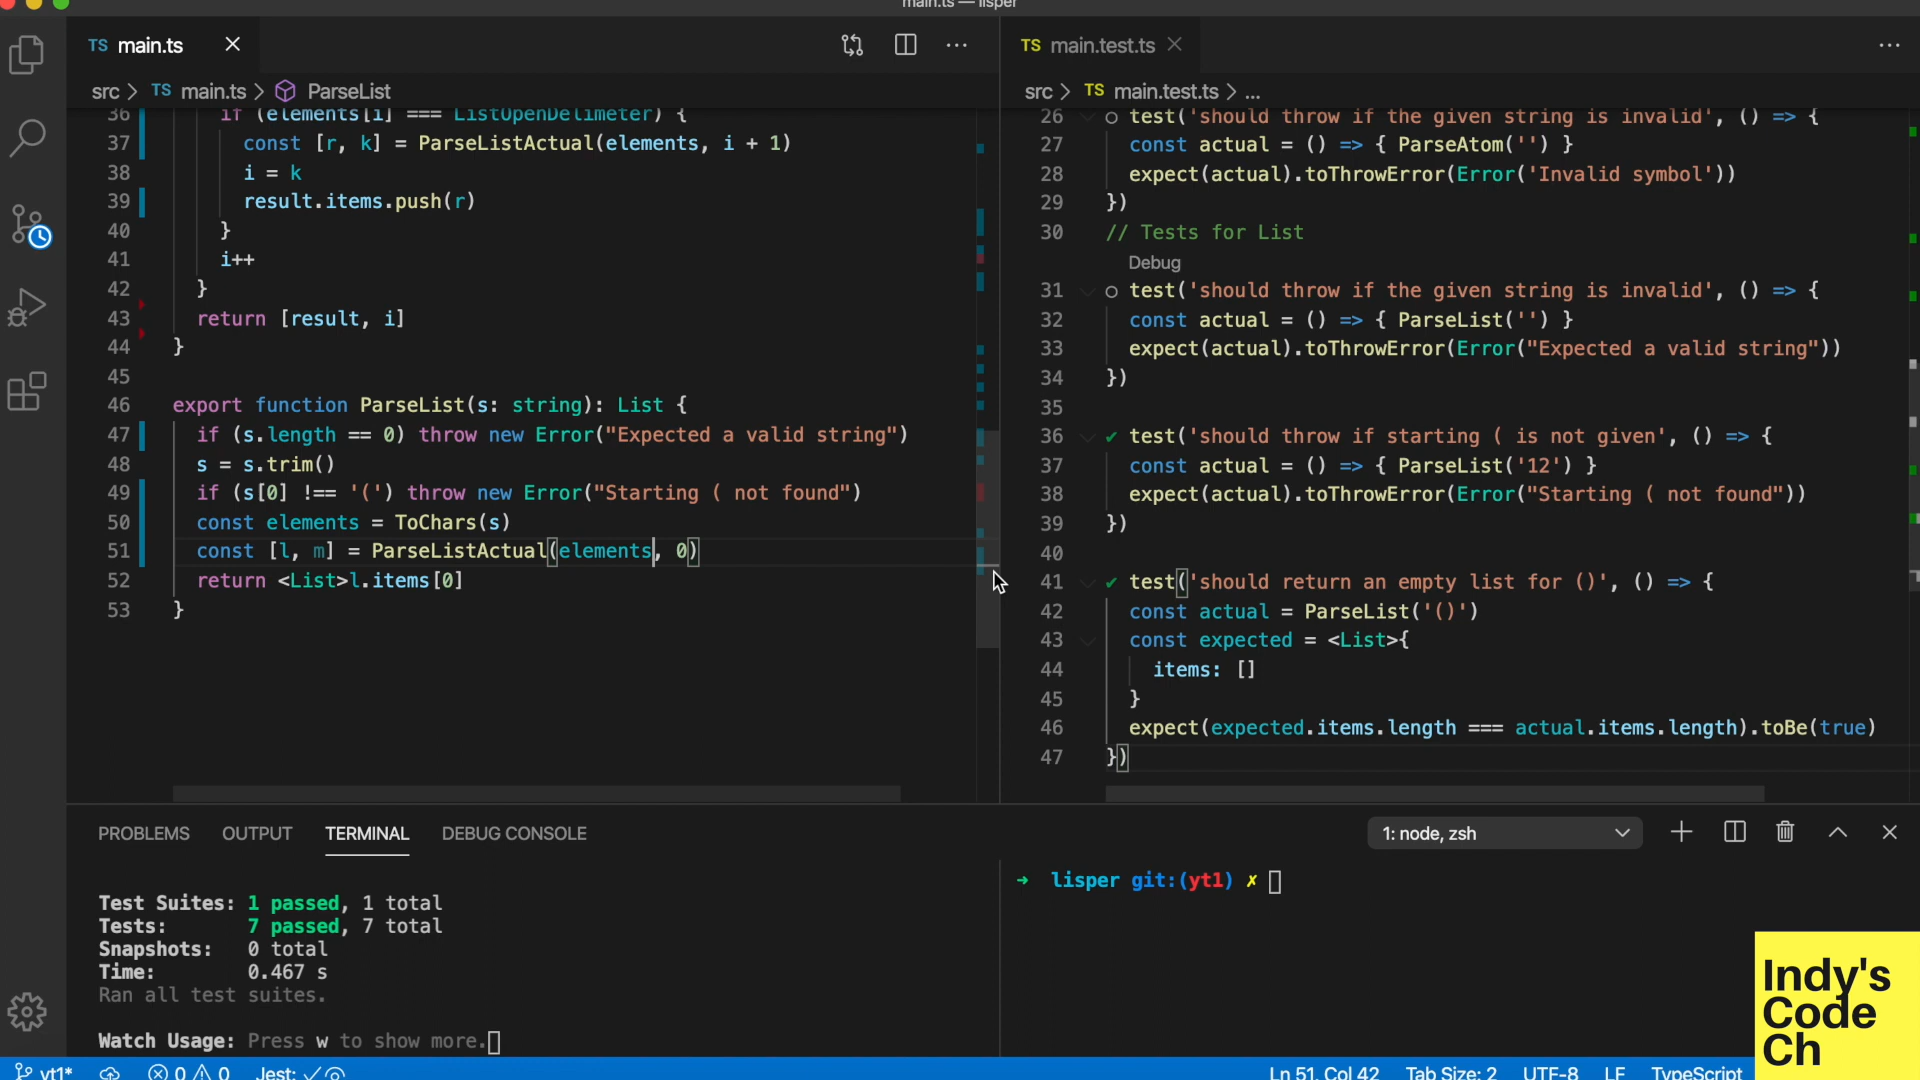 main.ts — lisper
TS main.ts
src > TS main.ts > ParseList
36 if (elements[i] === ListOpenDelimeter) {
37 const [r, k] = ParseListActual(elements, i + 1)
38 i = k
39 result.items.push(r)
40 }
41 i++
42 }
43 return [result, i]
44 }
45
46 export function ParseList(s: string): List {
47 if (s.length == 0) throw new Error("Expected a valid string")
48 s = s.trim()
49 if (s[0] !== '(') throw new Error("Starting ( not found")
50 const elements = ToChars(s)
51 const [l, m] = ParseListActual(elements, 0)
52 return <List>l.items[0]
53 }
TS main.test.ts
src > TS main.test.ts > ...
26 test('should throw if the given string is invalid', () => {
27 const actual = () => { ParseAtom('') }
28 expect(actual).toThrowError(Error('Invalid symbol'))
29 })
30 // Tests for List
Debug
31 test('should throw if the given string is invalid', () => {
32 const actual = () => { ParseList('') }
33 expect(actual).toThrowError(Error("Expected a valid string"))
34 })
35
36 test('should throw if starting ( is not given', () => {
37 const actual = () => { ParseList('12') }
38 expect(actual).toThrowError(Error("Starting ( not found"))
39 })
40
41 test('should return an empty list for ()', () => {
42 const actual = ParseList('()')
43 const expected = <List>{
44 items: []
45 }
46 expect(expected.items.length === actual.items.length).toBe(true)
47 })
PROBLEMS OUTPUT TERMINAL DEBUG CONSOLE
1: node, zsh
Test Suites: 1 passed, 1 total
Tests: 7 passed, 7 total
Snapshots: 0 total
Time: 0.467 s
Ran all test suites.
Watch Usage: Press w to show more.
➜ lisper git:(yt1) ✗
Indy's
Code
Ch
yt1* 0 0 Jest: ✓
Ln 51, Col 42 Tab Size: 2 UTF-8 LF TypeScript